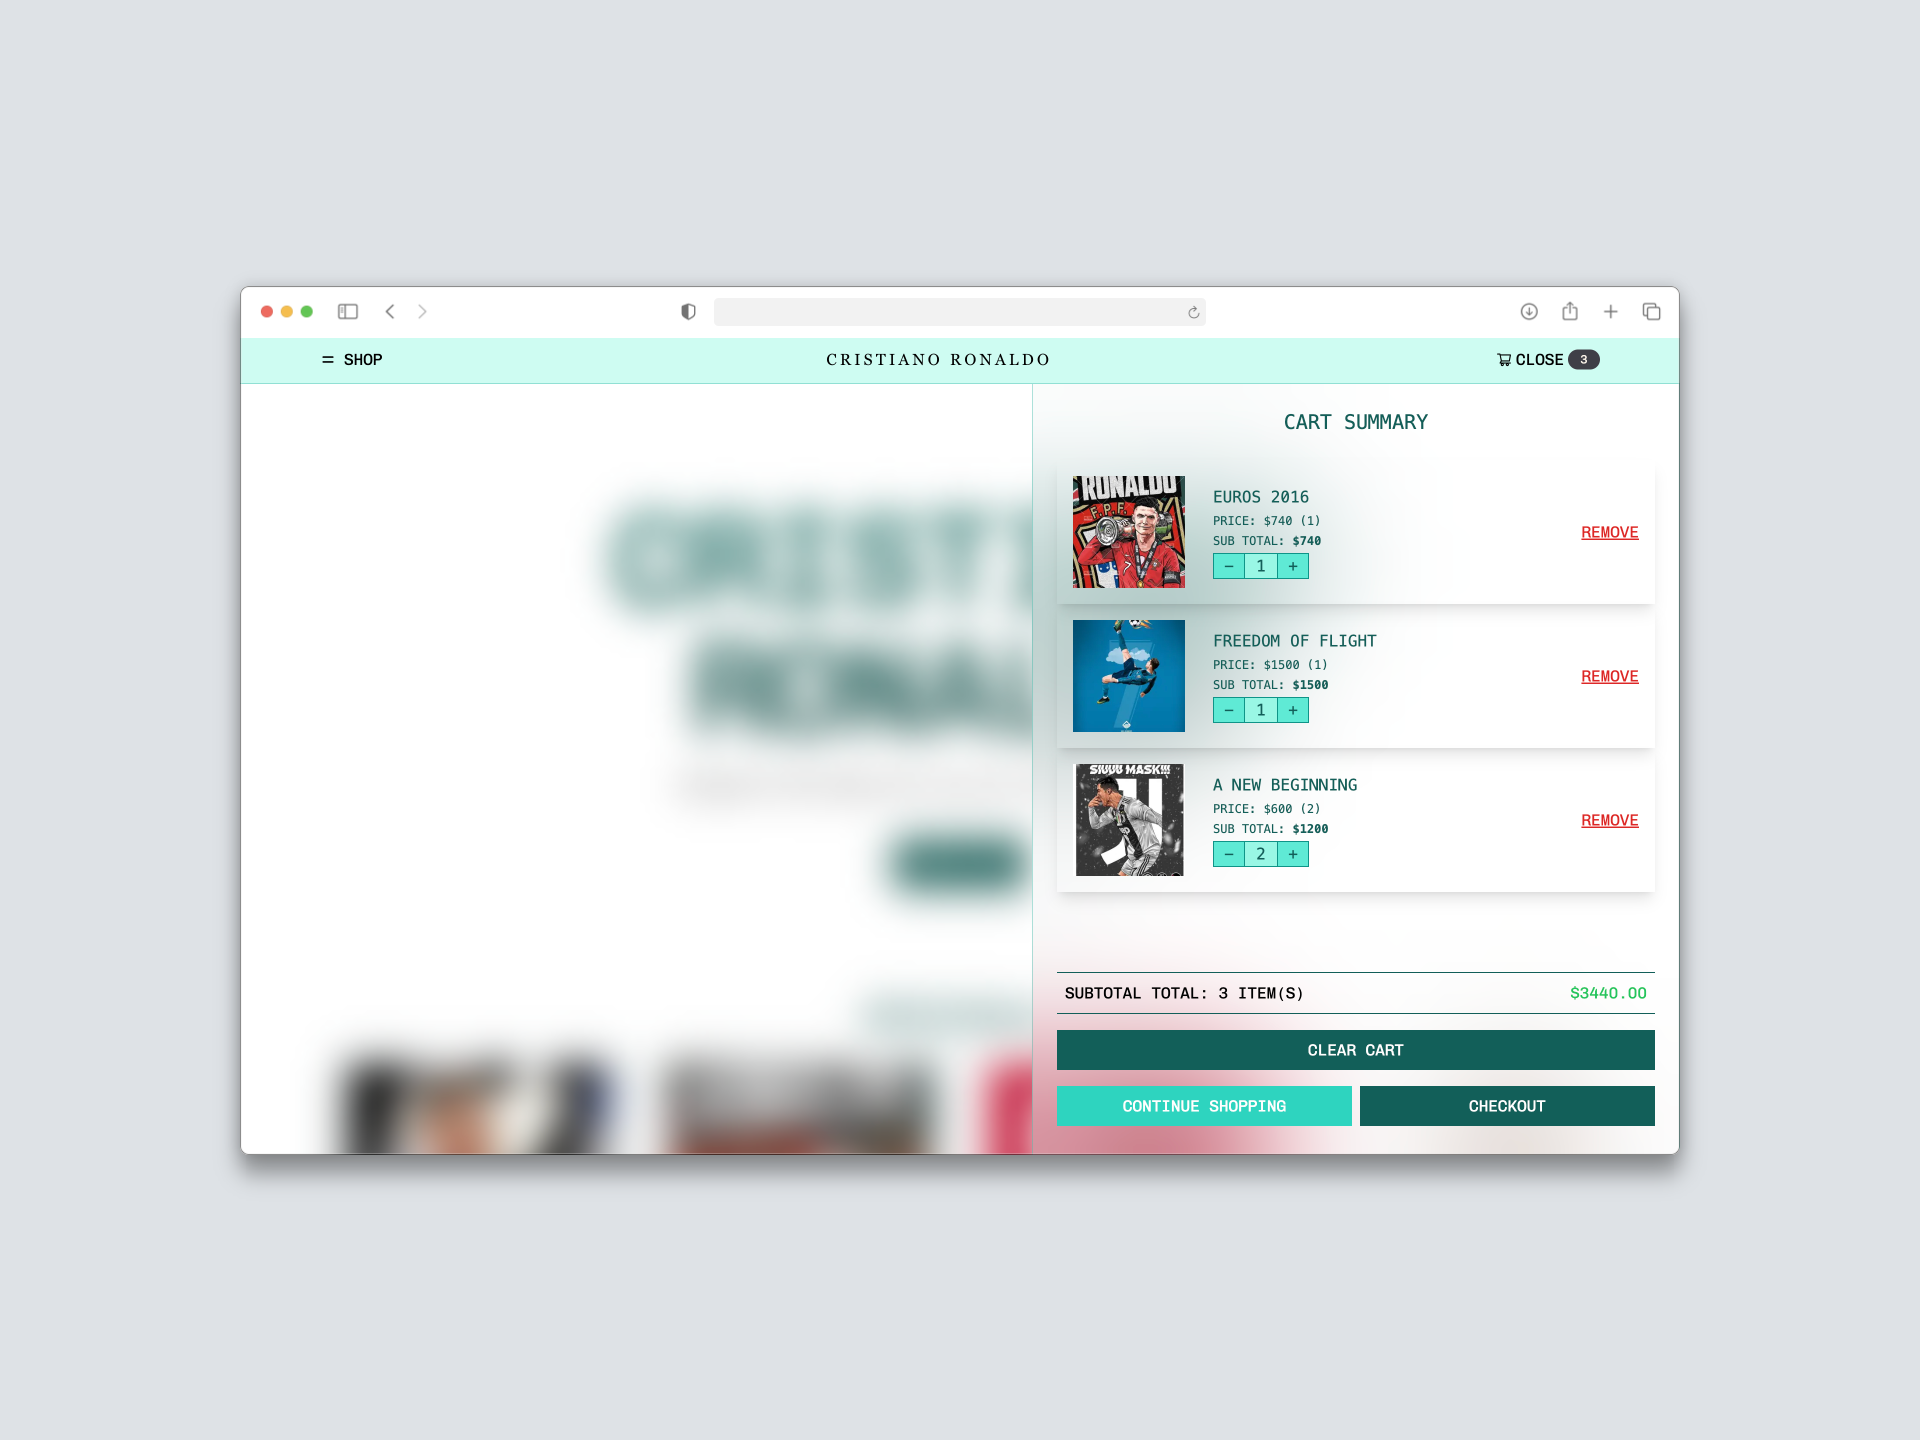 SHOP
CRISTIANO RONALDO
CLOSE 3
CART SUMMARY
RONALDO
F.P.F.
7
EUROS 2016
PRICE: $740 (1)
SUB TOTAL: $740
− 1 +
REMOVE
7
FREEDOM OF FLIGHT
PRICE: $1500 (1)
SUB TOTAL: $1500
− 1 +
REMOVE
SIUUU MASK!!!
A NEW BEGINNING
PRICE: $600 (2)
SUB TOTAL: $1200
− 2 +
REMOVE
SUBTOTAL TOTAL: 3 ITEM(S)
$3440.00
CLEAR CART
CONTINUE SHOPPING
CHECKOUT